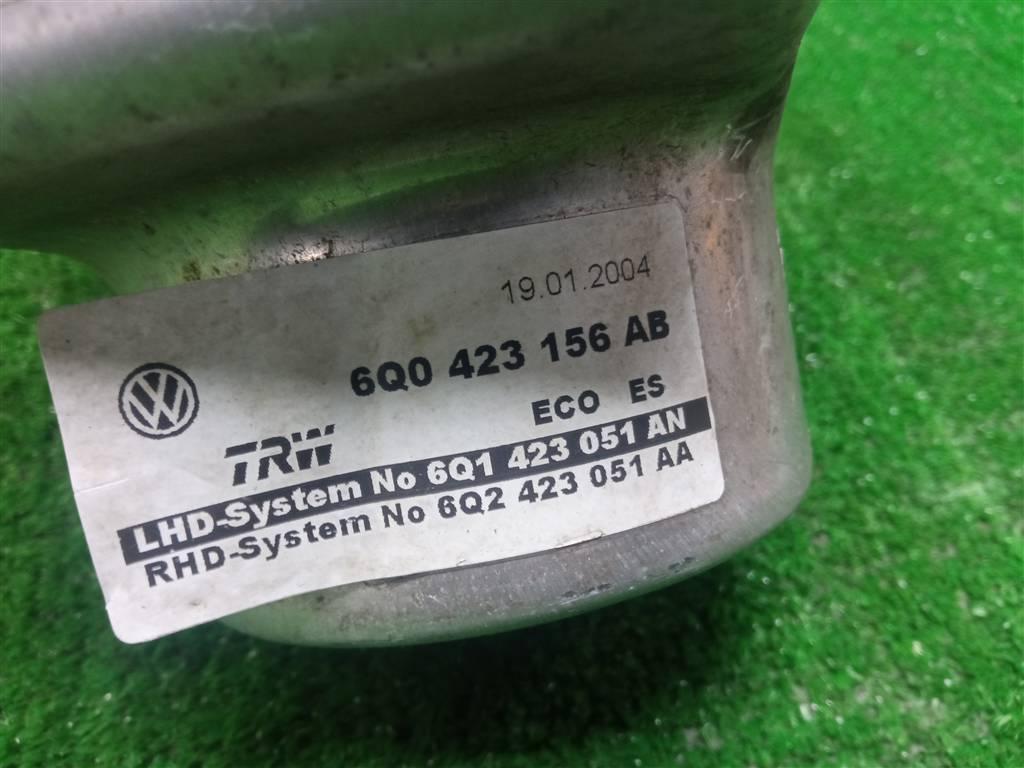 19.01.2004
6Q0 423 156 AB
ECO ES
TRW
LHD-System No 6Q1 423 051 AN
RHD-System No 6Q2 423 051 AA